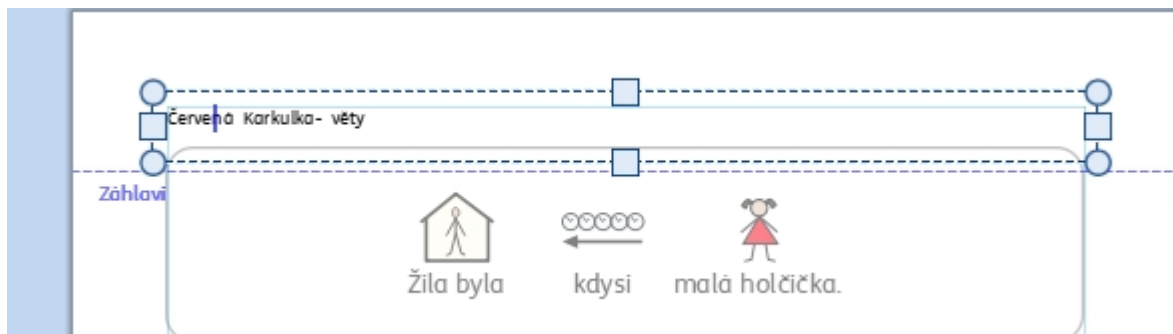 Červená Karkulka- věty
Záhlaví
Žila byla kdysi malá holčička.